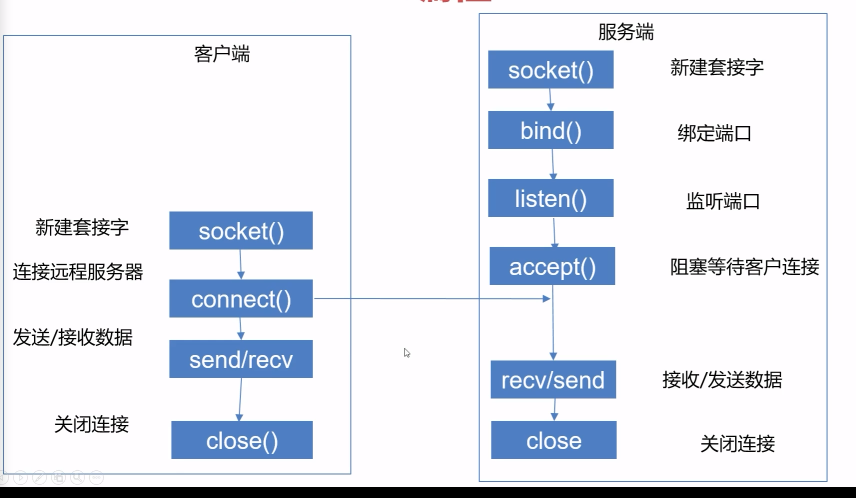 客户端
新建套接字
socket()
连接远程服务器
connect()
发送/接收数据
send/recv
关闭连接
close()
服务端
socket()
新建套接字
bind()
绑定端口
listen()
监听端口
accept()
阻塞等待客户连接
recv/send
接收/发送数据
close
关闭连接